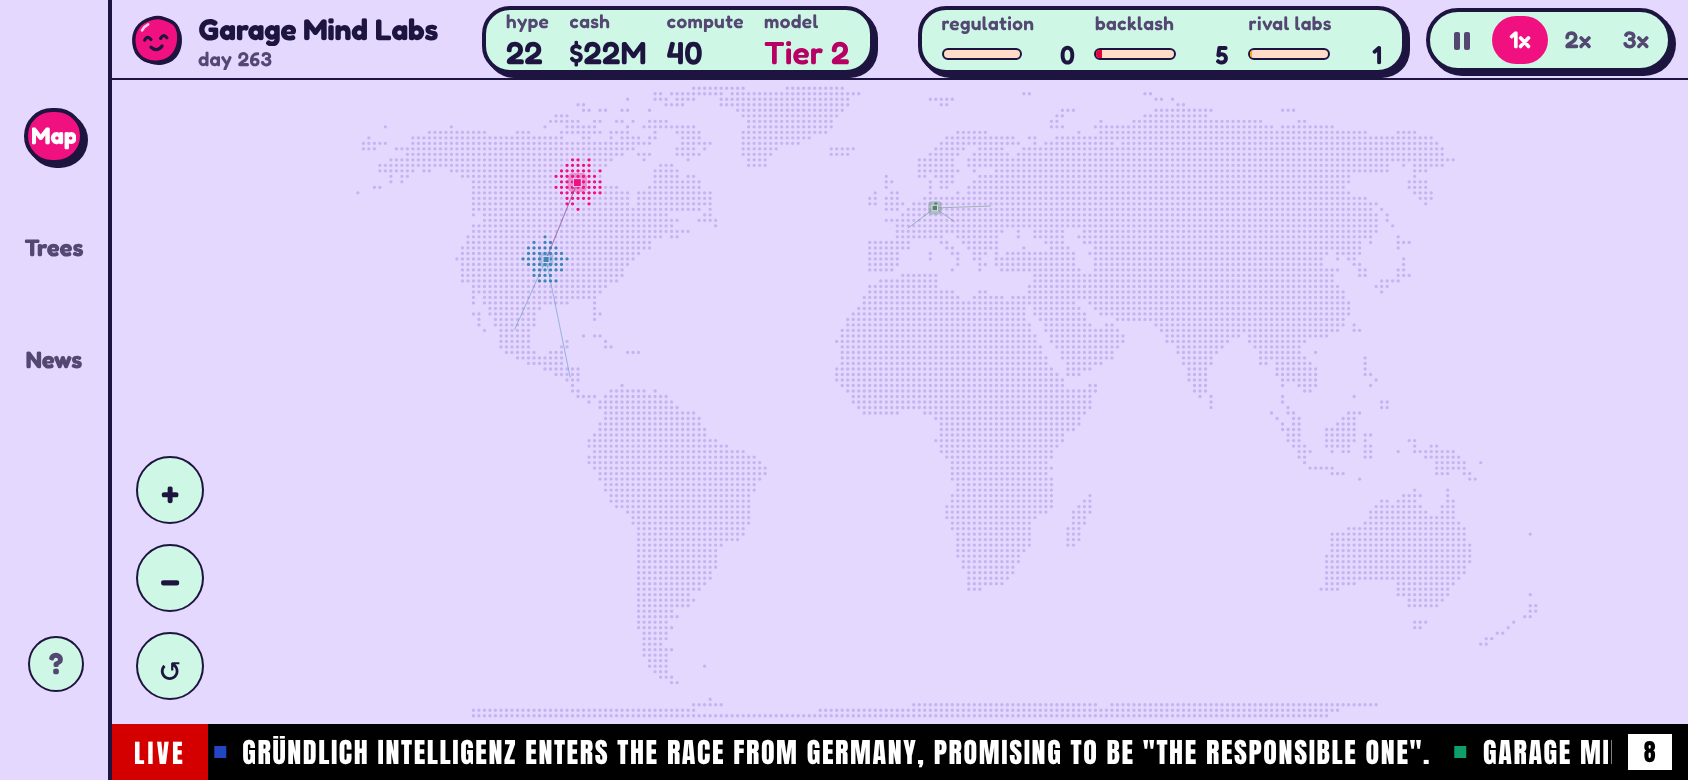 Garage Mind Labs
day 263
hype cash compute model
22 $22M 40 Tier 2
regulation backlash rival labs
0 5 1
1x 2x 3x
Map
Trees
News
+
−
?
↺
LIVE GRÜNDLICH INTELLIGENZ ENTERS THE RACE FROM GERMANY, PROMISING TO BE "THE RESPONSIBLE ONE". GARAGE MI 8